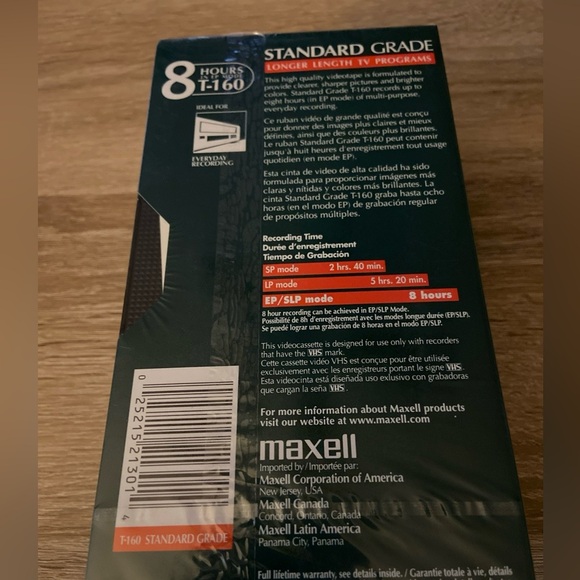 8 HOURS
IN EP MODE
T-160
IDEAL FOR
EVERYDAY
RECORDING
STANDARD GRADE
LONGER LENGTH TV PROGRAMS
This high quality videotape is formulated to
provide clearer, sharper pictures and brighter
colors. Standard Grade T-160 records up to
eight hours (in EP mode) of multi-purpose,
everyday recording.
Ce ruban vidéo de grande qualité est conçu
pour donner des images plus claires et mieux
définies, ainsi que des couleurs plus brillantes.
Le ruban Standard Grade T-160 peut contenir
jusqu'à huit heures d'enregistrement tout usage
quotidien (en mode EP).
Esta cinta de video de alta calidad ha sido
formulada para proporcionar imágenes más
claras y nítidas y colores más brillantes. La
cinta Standard Grade T-160 graba hasta ocho
horas (en el modo EP) de grabación regular
de propósitos múltiples.
Recording Time
Durée d'enregistrement
Tiempo de Grabación
SP mode 2 hrs. 40 min.
LP mode 5 hrs. 20 min.
EP/SLP mode 8 hours
8 hour recording can be achieved in EP/SLP Mode.
Possibilité de 8h d'enregistrement avec les modes longue durée (EP/SLP).
Se puede lograr una grabación de 8 horas en el modo EP/SLP.
This videocassette is designed for use only with recorders
that have the VHS mark.
Cette cassette vidéo VHS est conçue pour être utilisée
exclusivement avec les enregistreurs portant le signe VHS.
Esta videocinta está diseñada uso exlusivo con grabadoras
que cargan la seña VHS.
For more information about Maxell products
visit our website at www.maxell.com
maxell
Imported by/Importée par:
Maxell Corporation of America
New Jersey, USA
Maxell Canada
Concord, Ontario, Canada
Maxell Latin America
Panama City, Panama
Full lifetime warranty, see details inside. / Garantie totale à vie, détails
0 25215 21301 4
T-160 STANDARD GRADE